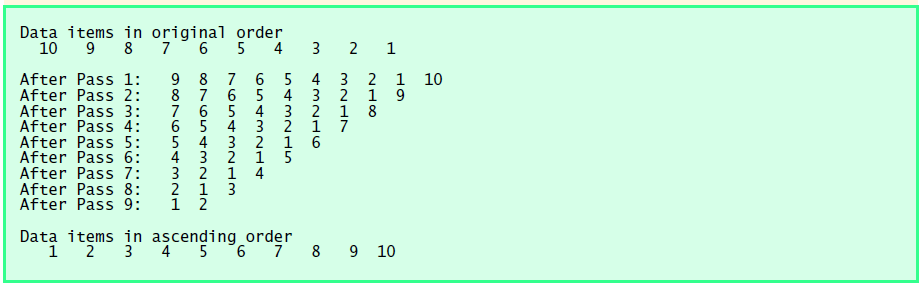 Data items in original order
10 9 8 7 6 5 4 3 2 1
After Pass 1: 9 8 7 6 5 4 3 2 1 10
After Pass 2: 8 7 6 5 4 3 2 1 9
After Pass 3: 7 6 5 4 3 2 1 8
After Pass 4: 6 5 4 3 2 1 7
After Pass 5: 5 4 3 2 1 6
After Pass 6: 4 3 2 1 5
After Pass 7: 3 2 1 4
After Pass 8: 2 1 3
After Pass 9: 1 2
Data items in ascending order
1 2 3 4 5 6 7 8 9 10